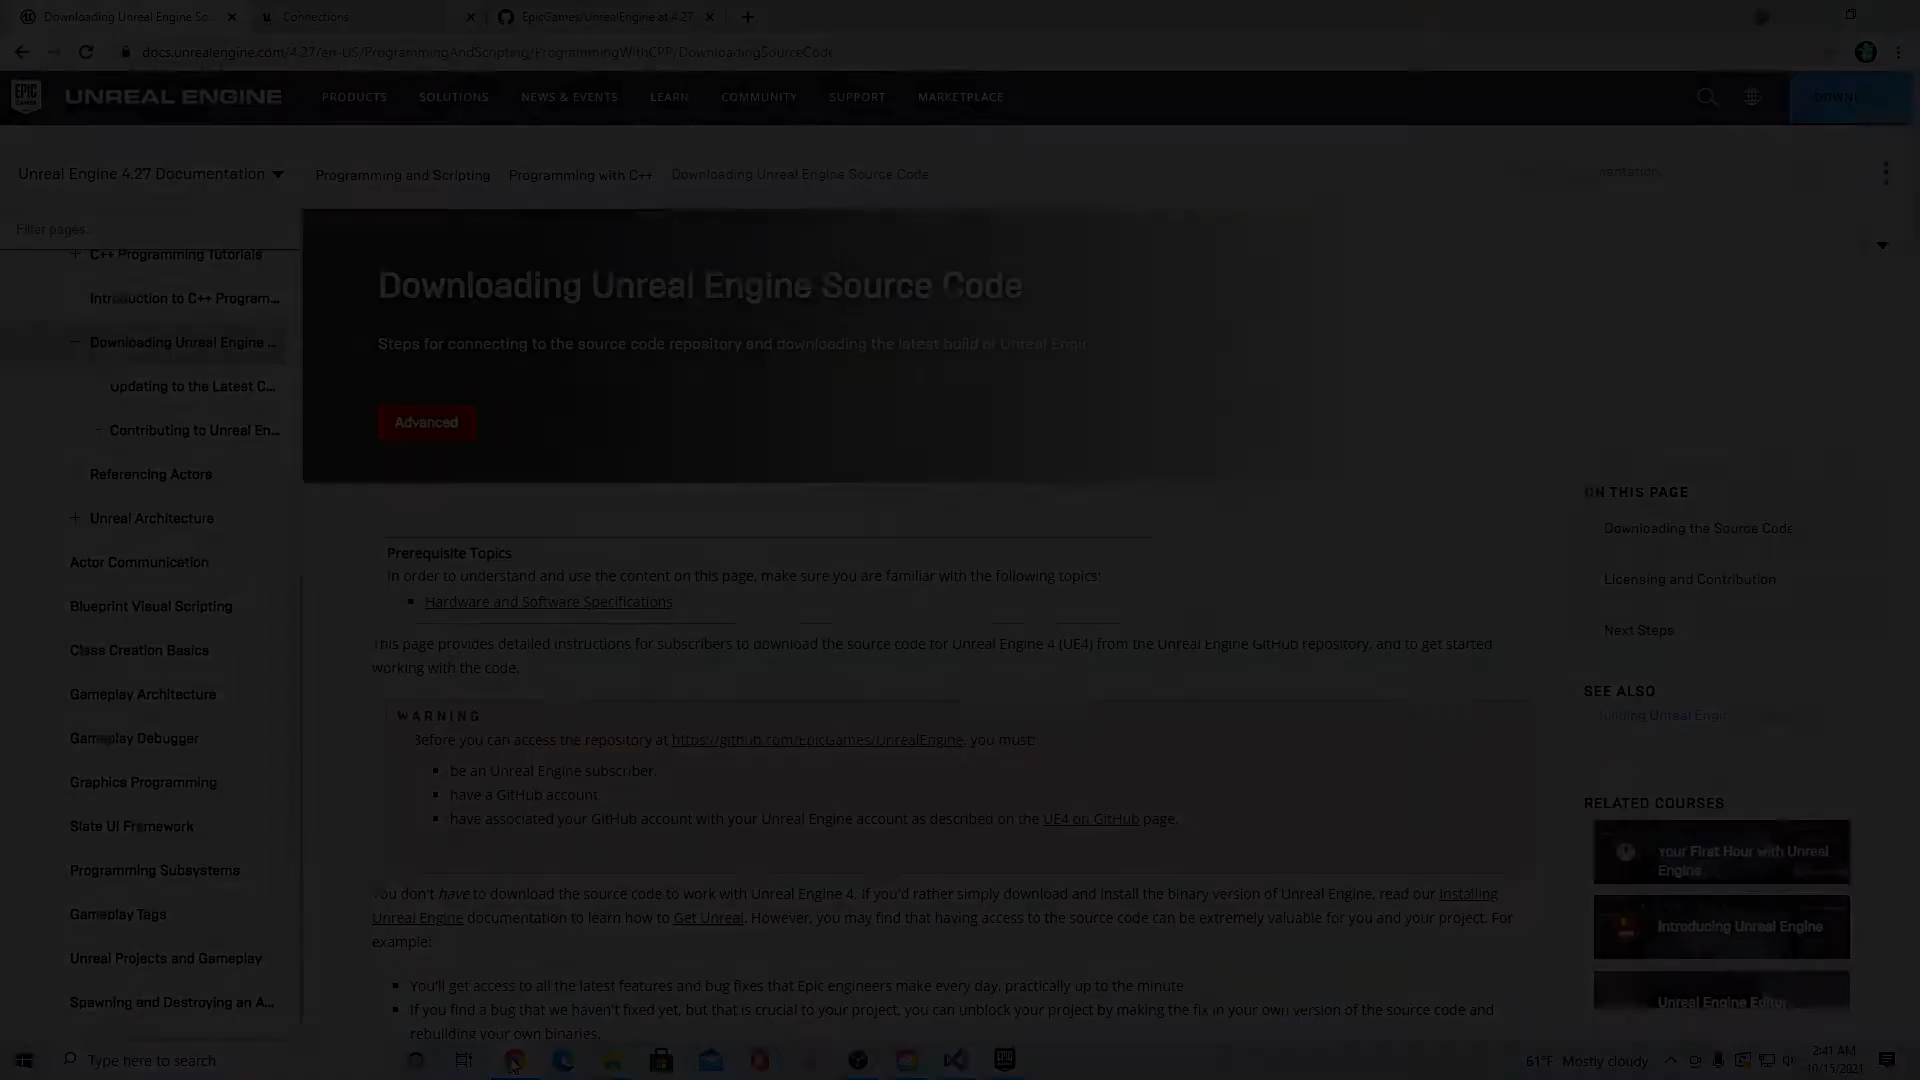 Downloading Unreal Engine Sc...
Connections
EpicGames/UnrealEngine at 4.27
docs.unrealengine.com/4.27/en-US/ProgrammingAndScripting/ProgrammingWithCPP/DownloadingSourceCode
EPIC GAMES
UNREAL ENGINE
PRODUCTS
SOLUTIONS
NEWS & EVENTS
LEARN
COMMUNITY
SUPPORT
MARKETPLACE
Unreal Engine 4.27 Documentation
Programming and Scripting
Programming with C++
Downloading Unreal Engine Source Code
Filter pages..
C++ Programming Tutorials
Introduction to C++ Program...
Downloading Unreal Engine ...
Updating to the Latest C...
Contributing to Unreal En...
Referencing Actors
Unreal Architecture
Actor Communication
Blueprint Visual Scripting
Class Creation Basics
Gameplay Architecture
Gameplay Debugger
Graphics Programming
Slate UI Framework
Programming Subsystems
Gameplay Tags
Unreal Projects and Gameplay
Spawning and Destroying an A...
Downloading Unreal Engine Source Code
Steps for connecting to the source code repository and downloading the latest build of Unreal Engin
Advanced
Prerequisite Topics
In order to understand and use the content on this page, make sure you are familiar with the following topics:
Hardware and Software Specifications
This page provides detailed instructions for subscribers to download the source code for Unreal Engine 4 (UE4) from the Unreal Engine GitHub repository, and to get started
working with the code.
WARNING
Before you can access the repository at https://github.com/EpicGames/UnrealEngine, you must:
be an Unreal Engine subscriber.
have a GitHub account.
have associated your GitHub account with your Unreal Engine account as described on the UE4 on GitHub page.
You don't have to download the source code to work with Unreal Engine 4. If you'd rather simply download and install the binary version of Unreal Engine, read our Installing
Unreal Engine documentation to learn how to Get Unreal. However, you may find that having access to the source code can be extremely valuable for you and your project. For
example:
You'll get access to all the latest features and bug fixes that Epic engineers make every day, practically up to the minute
If you find a bug that we haven't fixed yet, but that is crucial to your project, you can unblock your project by making the fix in your own version of the source code and
rebuilding your own binaries.
ON THIS PAGE
Downloading the Source Code
Licensing and Contribution
Next Steps
SEE ALSO
Building Unreal Engin
RELATED COURSES
Your First Hour with Unreal
Engine
Introducing Unreal Engine
Unreal Engine Editor
Type here to search
61°F Mostly cloudy
2:41 AM
10/15/2021